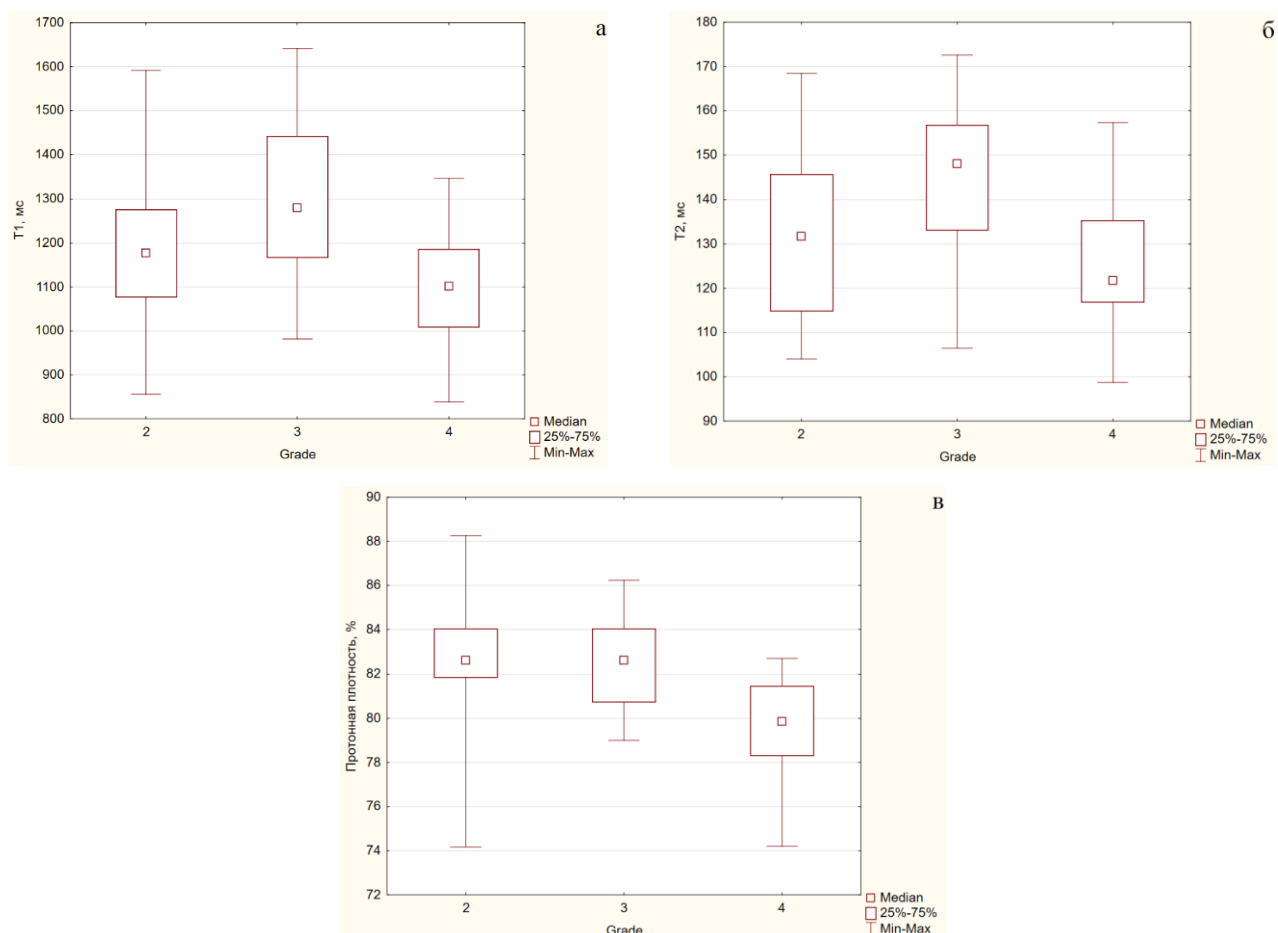 а
1700
1600
1500
1400
1300
1200
1100
1000
900
800
T1, мс
2 3 4
Grade
Median
25%-75%
Min-Max
б
180
170
160
150
140
130
120
110
100
90
T2, мс
2 3 4
Grade
Median
25%-75%
Min-Max
в
90
88
86
84
82
80
78
76
74
72
Протонная плотность, %
2 3 4
Grade
Median
25%-75%
Min-Max